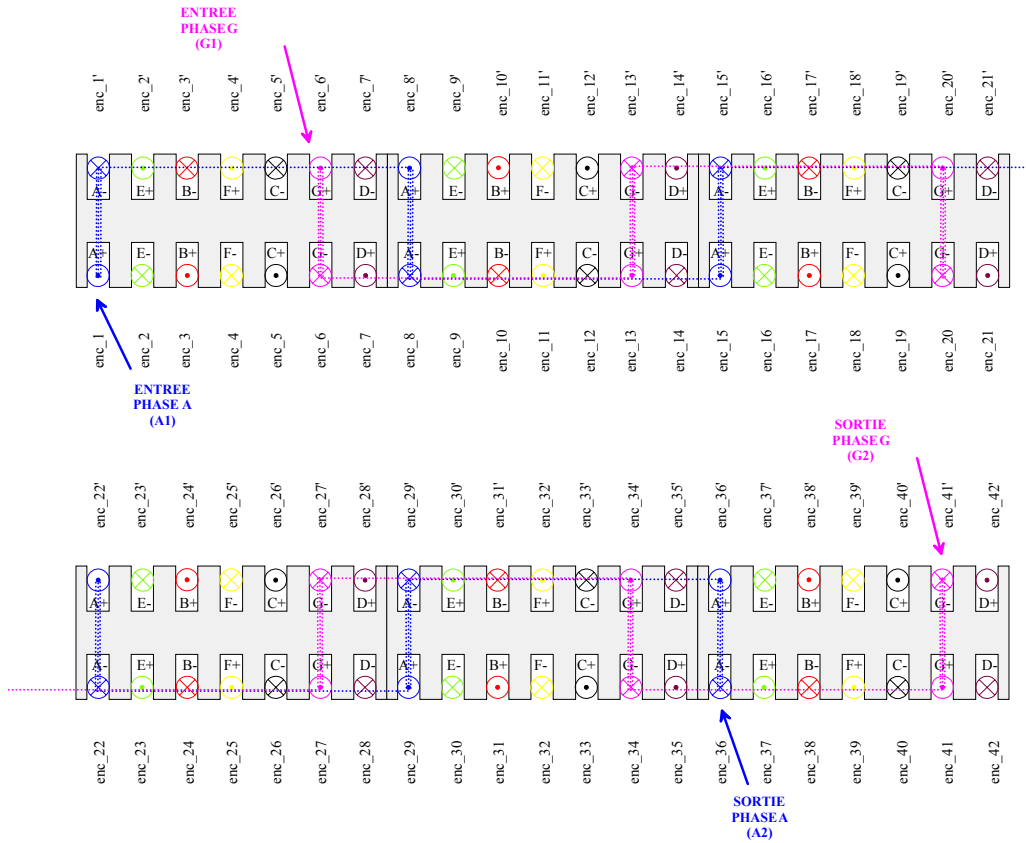 ENTREE
PHASE G
(G1)
enc_1' enc_2' enc_3' enc_4' enc_5' enc_6' enc_7' enc_8' enc_9' enc_10' enc_11' enc_12' enc_13' enc_14' enc_15' enc_16' enc_17' enc_18' enc_19' enc_20' enc_21'
A- E+ B- F+ C- G+ D- A+ E- B+ F- C+ G- D+ A- E+ B- F+ C- G+ D-
A+ E- B+ F- C+ G- D+ A- E+ B- F+ C- G+ D- A+ E- B+ F- C+ G- D+
enc_1 enc_2 enc_3 enc_4 enc_5 enc_6 enc_7 enc_8 enc_9 enc_10 enc_11 enc_12 enc_13 enc_14 enc_15 enc_16 enc_17 enc_18 enc_19 enc_20 enc_21
ENTREE
PHASE A
(A1)
SORTIE
PHASE G
(G2)
enc_22' enc_23' enc_24' enc_25' enc_26' enc_27' enc_28' enc_29' enc_30' enc_31' enc_32' enc_33' enc_34' enc_35' enc_36' enc_37' enc_38' enc_39' enc_40' enc_41' enc_42'
A+ E- B+ F- C+ G- D+ A- E+ B- F+ C- G+ D- A+ E- B+ F- C+ G- D+
A- E+ B- F+ C- G+ D- A+ E- B+ F- C+ G- D+ A- E+ B- F+ C- G+ D-
enc_22 enc_23 enc_24 enc_25 enc_26 enc_27 enc_28 enc_29 enc_30 enc_31 enc_32 enc_33 enc_34 enc_35 enc_36 enc_37 enc_38 enc_39 enc_40 enc_41 enc_42
SORTIE
PHASE A
(A2)